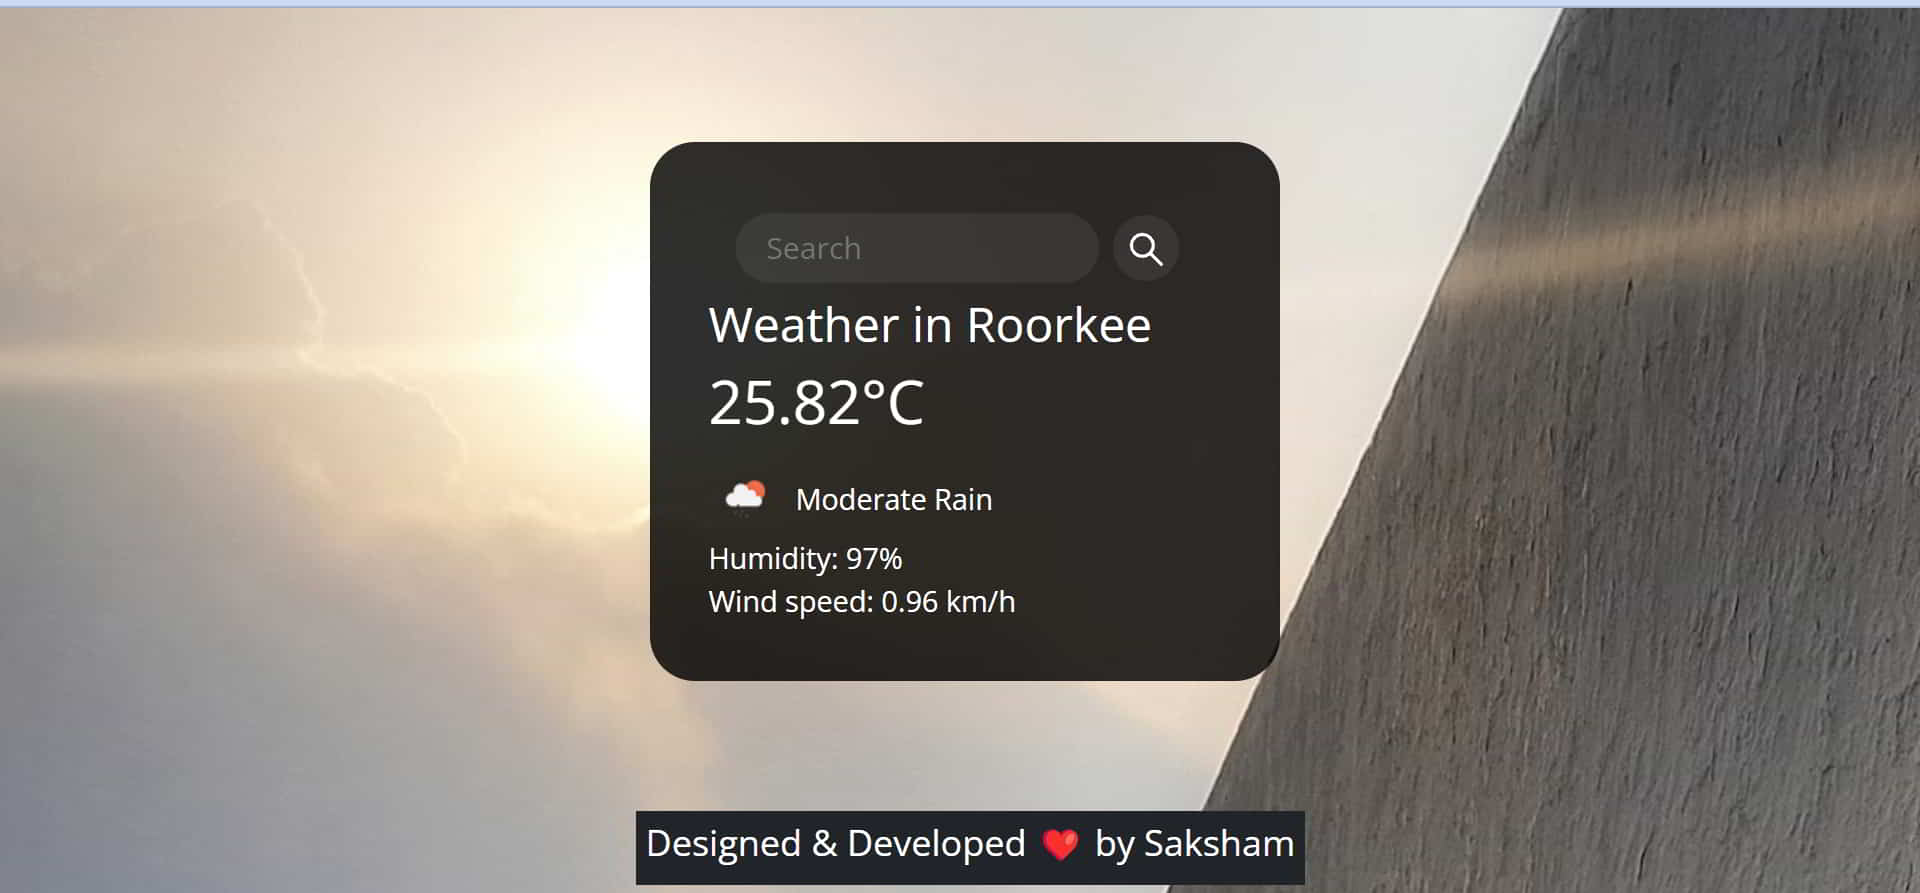 Search
Weather in Roorkee
25.82°C
Moderate Rain
Humidity: 97%
Wind speed: 0.96 km/h
Designed & Developed ❤️ by Saksham